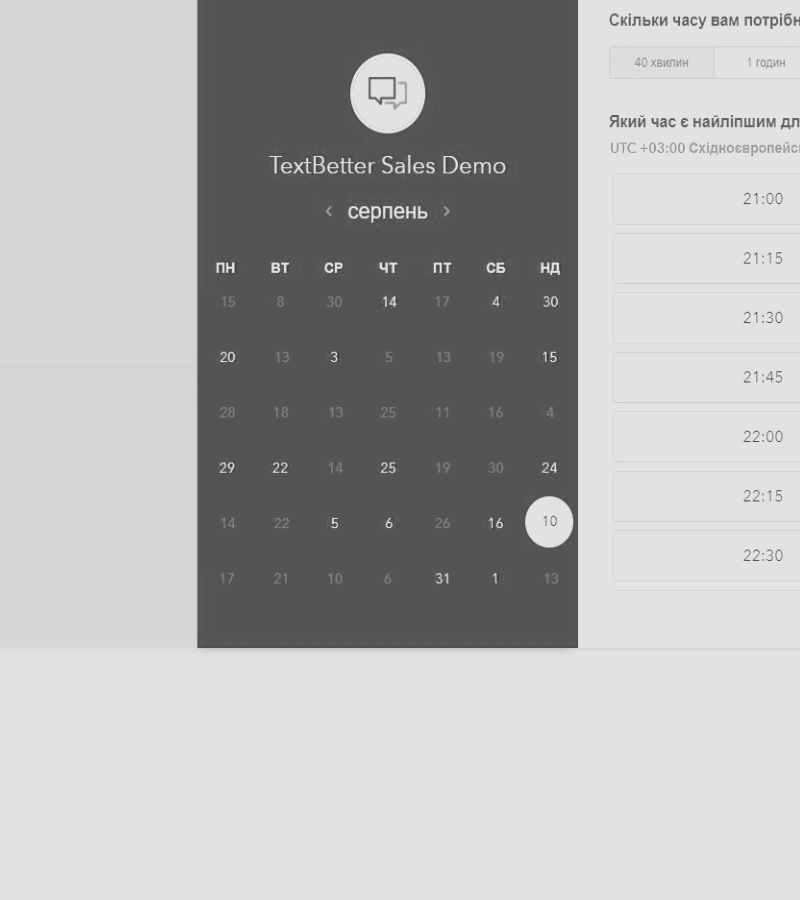 TextBetter Sales Demo
серпень
ПН ВТ СР ЧТ ПТ СБ НД
15 8 30 14 17 4 30
20 13 3 5 13 19 15
28 18 13 25 11 16 4
29 22 14 25 19 30 24
14 22 5 6 26 16 10
17 21 10 6 31 1 13
Скільки часу вам потрібн
40 хвилин 1 годин
Який час є найліпшим дл
UTC +03:00 Східноєвропейс
21:00
21:15
21:30
21:45
22:00
22:15
22:30